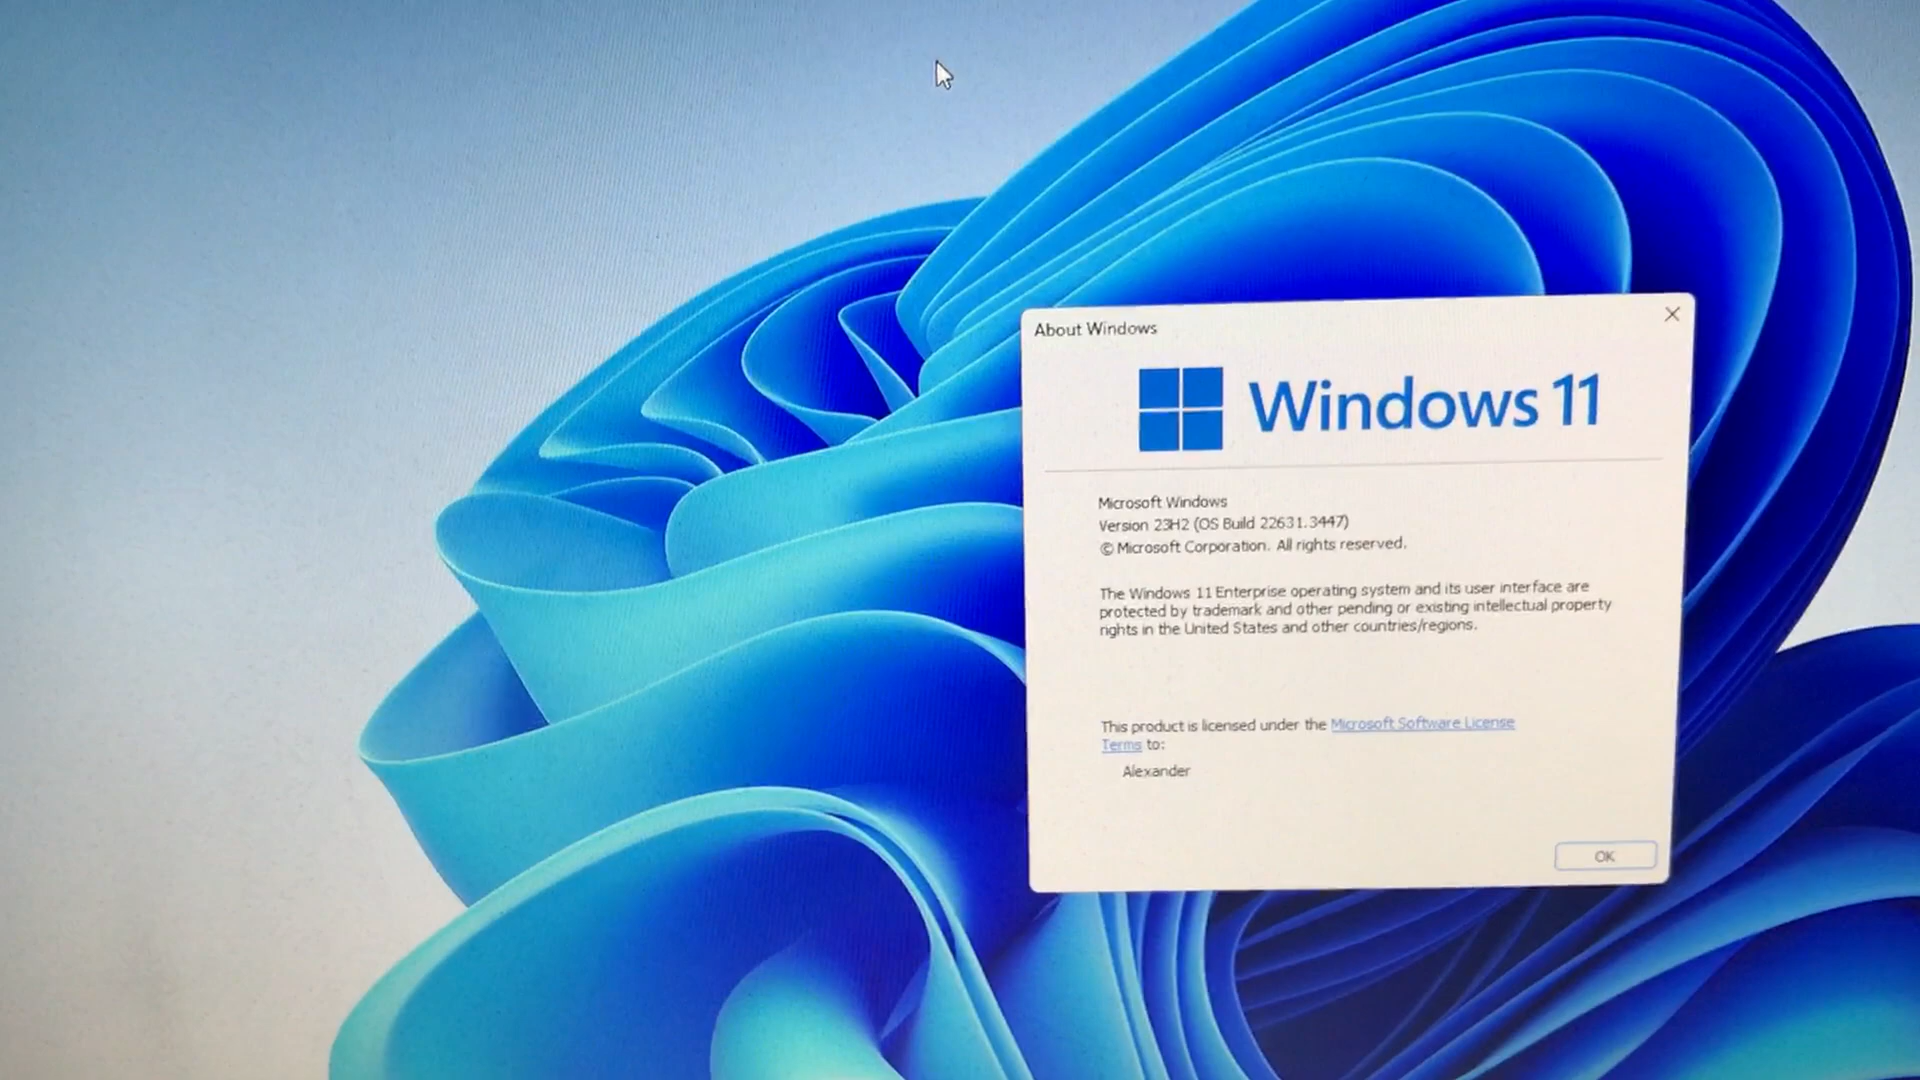 About Windows
Windows 11
Microsoft Windows
Version 23H2 (OS Build 22631.3447)
© Microsoft Corporation. All rights reserved.
The Windows 11 Enterprise operating system and its user interface are
protected by trademark and other pending or existing intellectual property
rights in the United States and other countries/regions.
This product is licensed under the Microsoft Software License
Terms to:
Alexander
OK